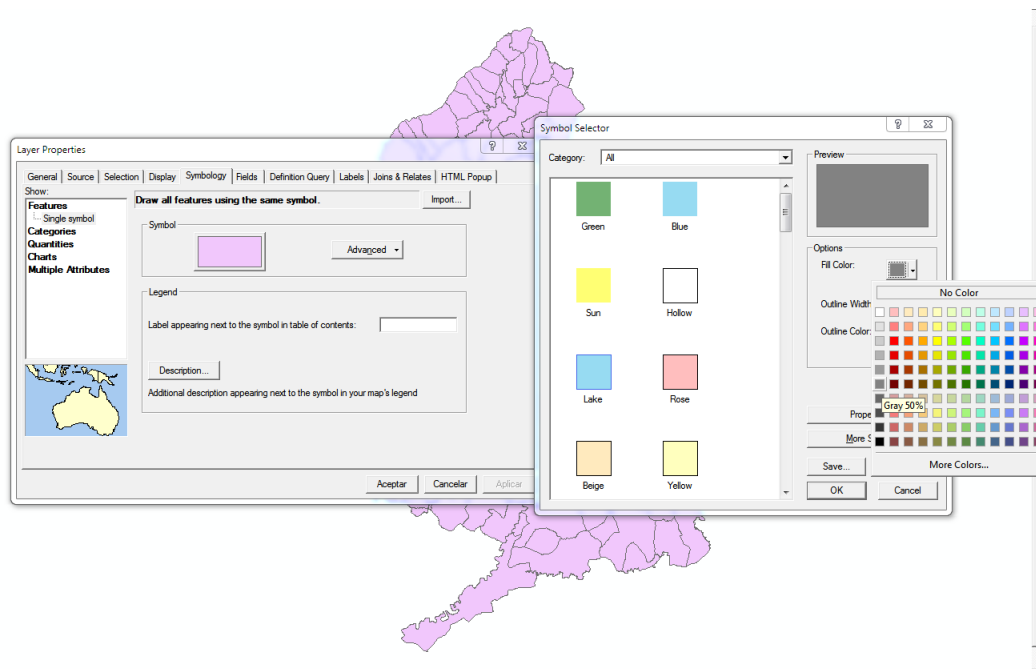 Layer Properties
General Source Selection Display Symbology Fields Definition Query Labels Joins & Relates HTML Popup
Show:
Features
Single symbol
Categories
Quantities
Charts
Multiple Attributes
Draw all features using the same symbol.
Import...
Symbol
Advanced
Legend
Label appearing next to the symbol in table of contents:
Description...
Additional description appearing next to the symbol in your map's legend
Aceptar Cancelar Aplicar
Symbol Selector
Category: All
Green Blue
Sun Hollow
Lake Rose
Beige Yellow
Preview
Options
Fill Color:
Outline Width
Outline Color:
No Color
Gray 50%
More Colors...
Prope
More S
Save...
OK Cancel